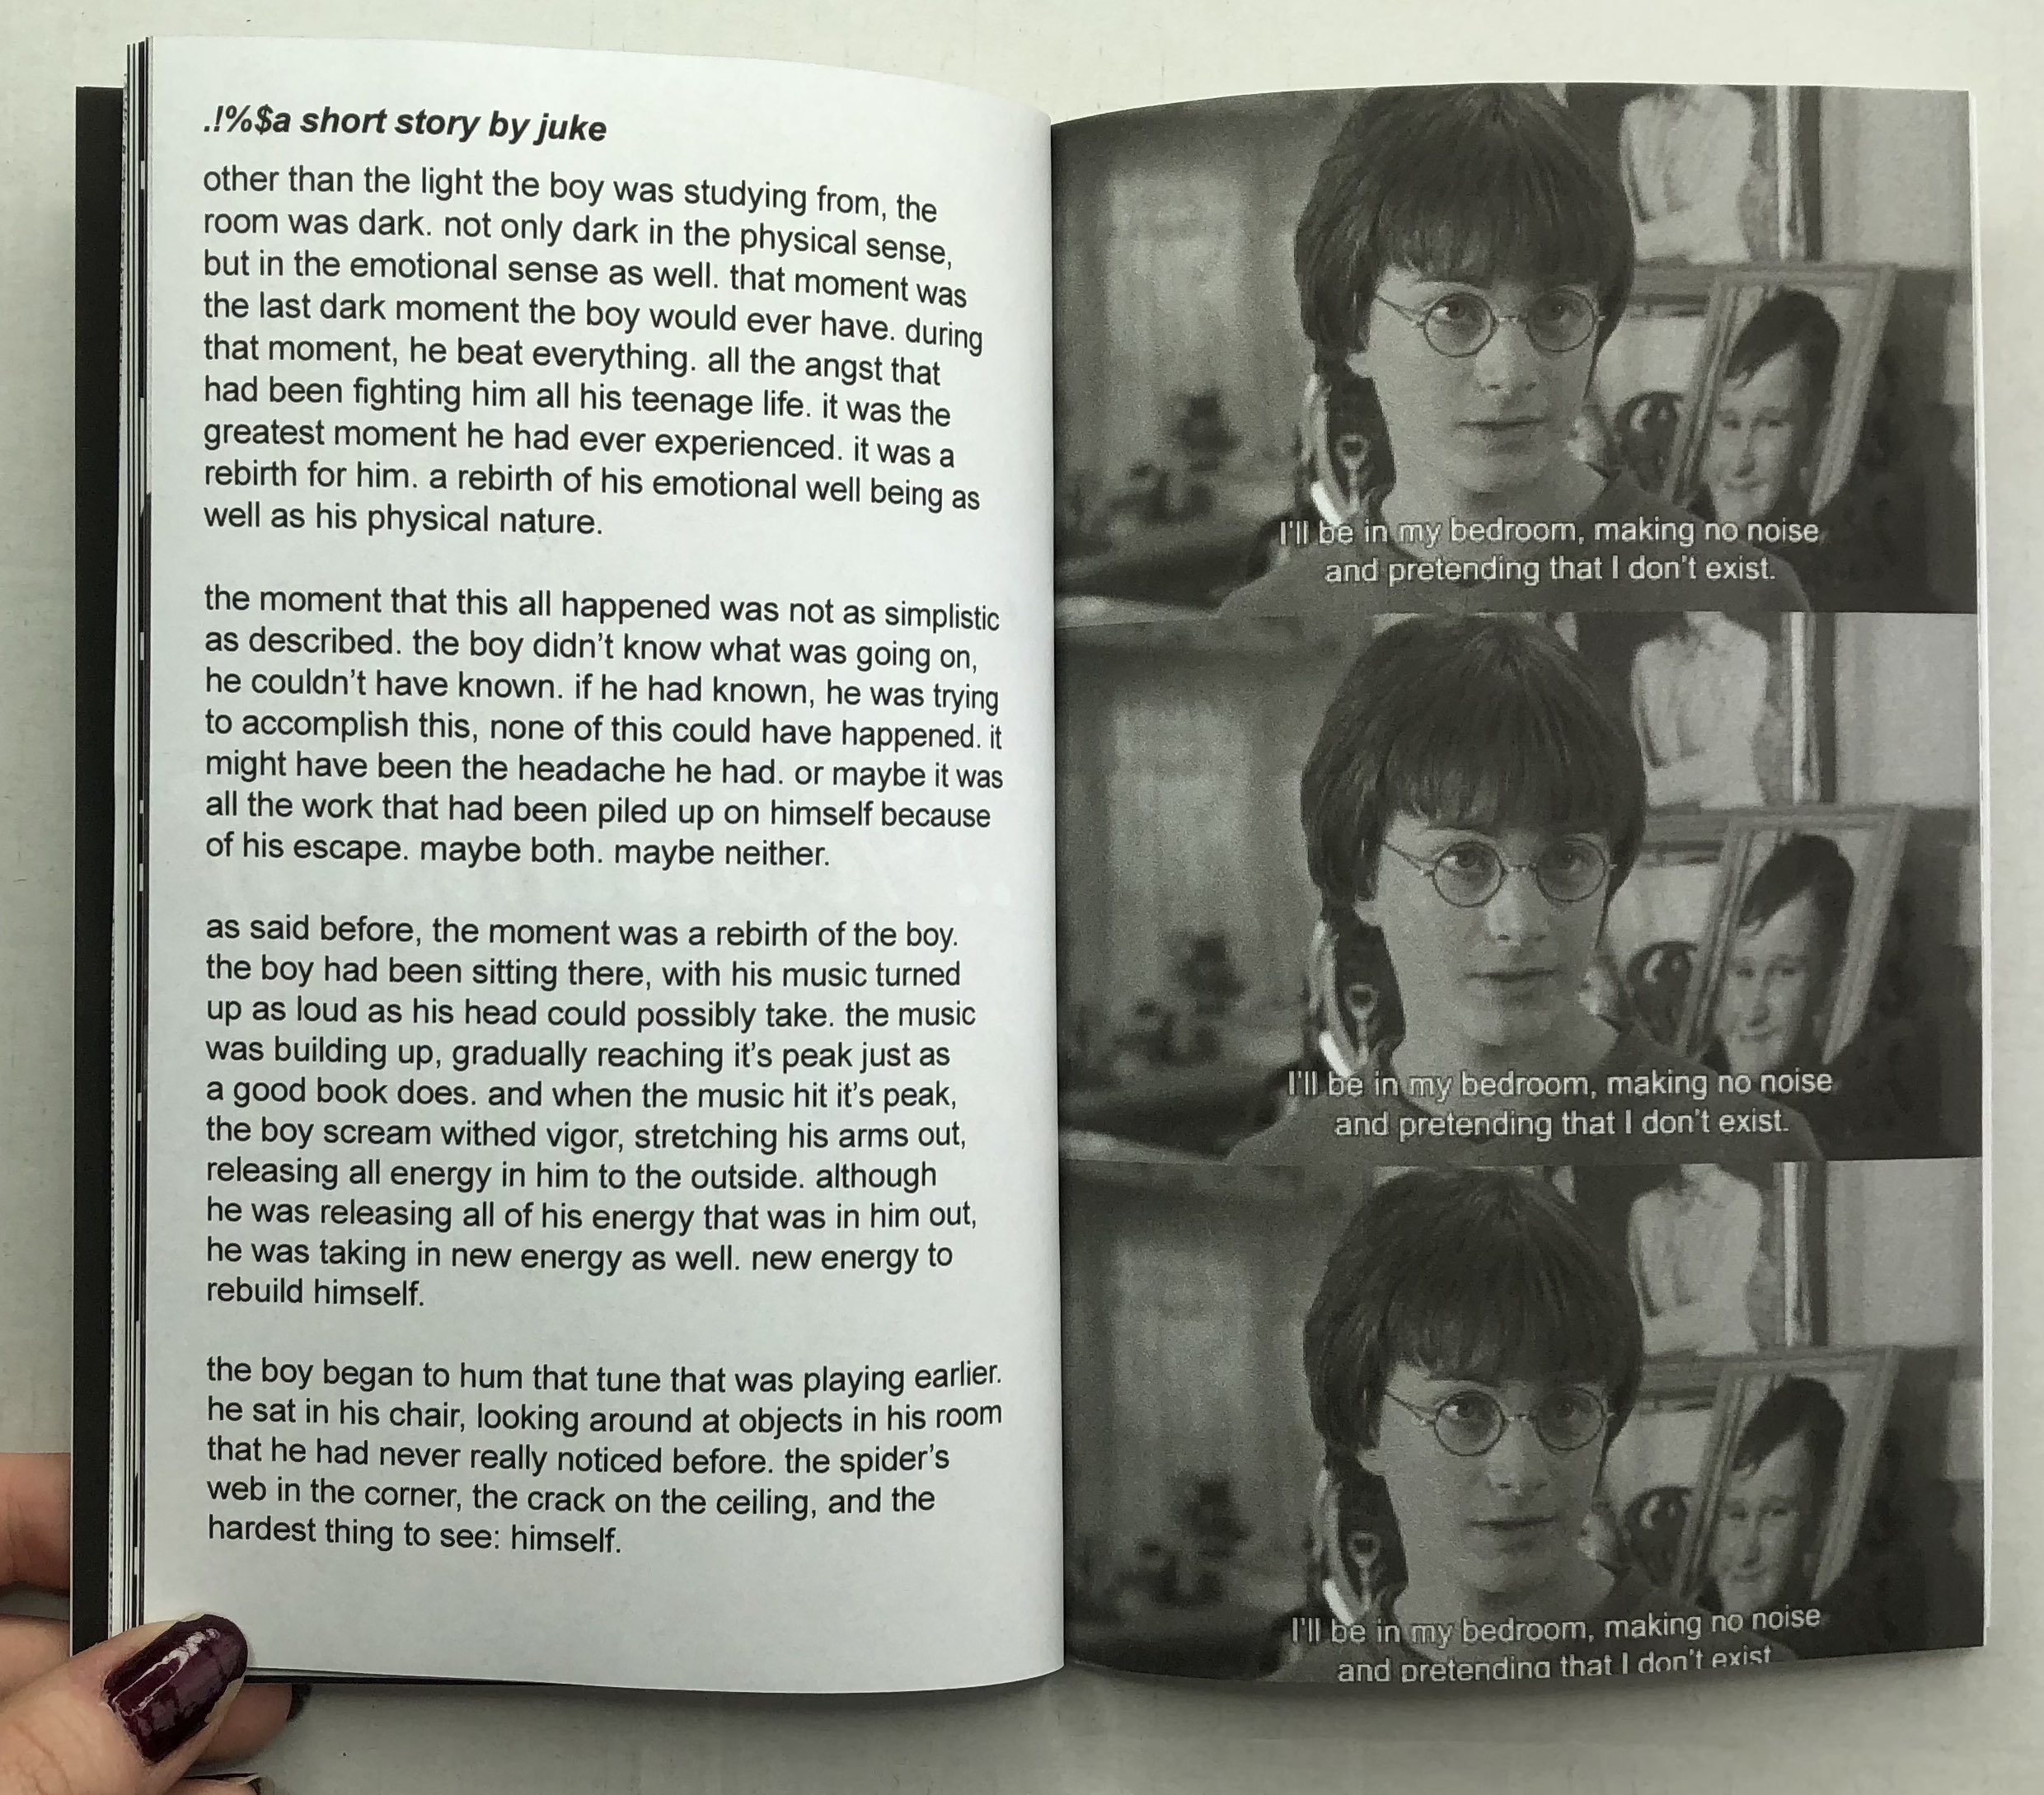 .!%$a short story by juke
other than the light the boy was studying from, the
room was dark. not only dark in the physical sense,
but in the emotional sense as well. that moment was
the last dark moment the boy would ever have. during
that moment, he beat everything. all the angst that
had been fighting him all his teenage life. it was the
greatest moment he had ever experienced. it was a
rebirth for him. a rebirth of his emotional well being as
well as his physical nature.
the moment that this all happened was not as simplistic
as described. the boy didn't know what was going on,
he couldn't have known. if he had known, he was trying
to accomplish this, none of this could have happened. it
might have been the headache he had. or maybe it was
all the work that had been piled up on himself because
of his escape. maybe both. maybe neither.
as said before, the moment was a rebirth of the boy.
the boy had been sitting there, with his music turned
up as loud as his head could possibly take. the music
was building up, gradually reaching it's peak just as
a good book does. and when the music hit it's peak,
the boy scream withed vigor, stretching his arms out,
releasing all energy in him to the outside. although
he was releasing all of his energy that was in him out,
he was taking in new energy as well. new energy to
rebuild himself.
the boy began to hum that tune that was playing earlier.
he sat in his chair, looking around at objects in his room
that he had never really noticed before. the spider's
web in the corner, the crack on the ceiling, and the
hardest thing to see: himself.
I'll be in my bedroom, making no noise
and pretending that I don't exist.
I'll be in my bedroom, making no noise
and pretending that I don't exist.
I'll be in my bedroom, making no noise
and pretending that I don't exist